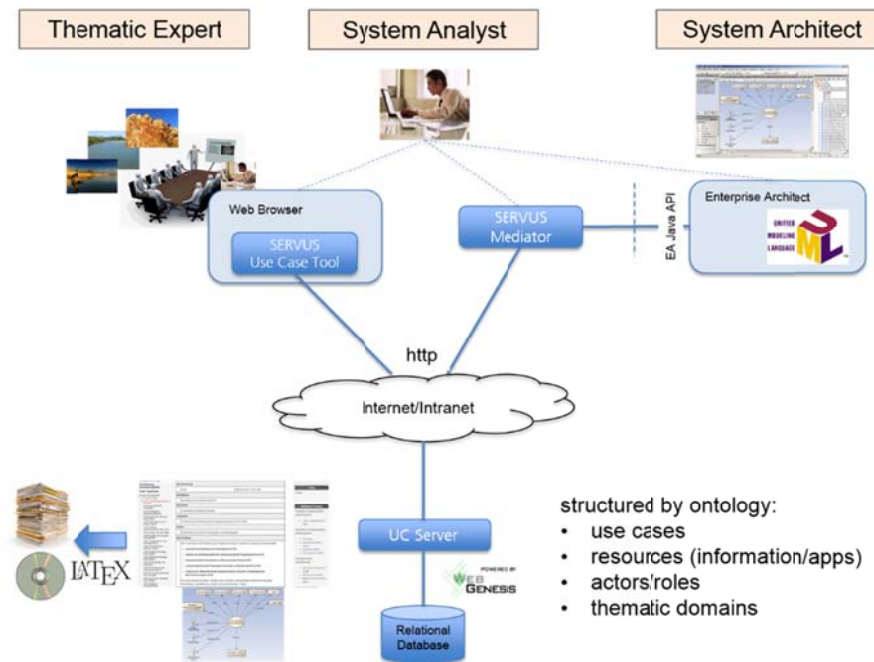 Thematic Expert
System Analyst
System Architect
Web Browser
SERVUS
Use Case Tool
SERVUS
Mediator
EA Java API
Enterprise Architect
UNIFIED
MODELING
LANGUAGE
UML
http
Internet/Intranet
UC Server
POWERED BY
WEB
GENESIS
Relational
Database
LATEX
structured by ontology:
• use cases
• resources (information/apps)
• actors/roles
• thematic domains